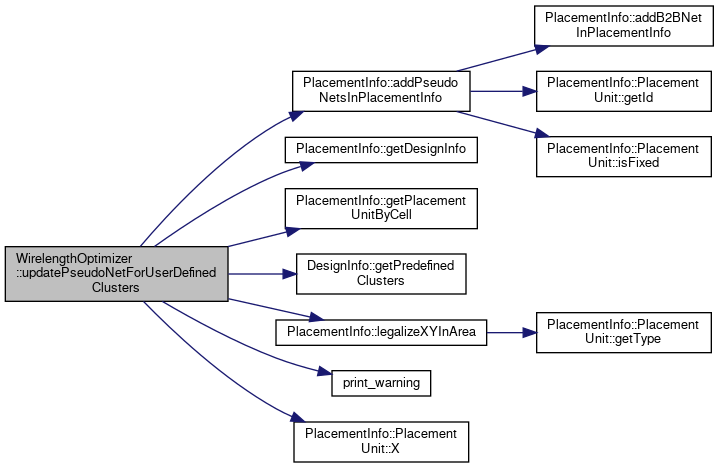 WirelengthOptimizer
::updatePseudoNetForUserDefined
Clusters
PlacementInfo::addPseudo
NetsInPlacementInfo
PlacementInfo::addB2BNet
InPlacementInfo
PlacementInfo::Placement
Unit::getId
PlacementInfo::Placement
Unit::isFixed
PlacementInfo::getDesignInfo
PlacementInfo::getPlacement
UnitByCell
DesignInfo::getPredefined
Clusters
PlacementInfo::legalizeXYInArea
PlacementInfo::Placement
Unit::getType
print_warning
PlacementInfo::Placement
Unit::X